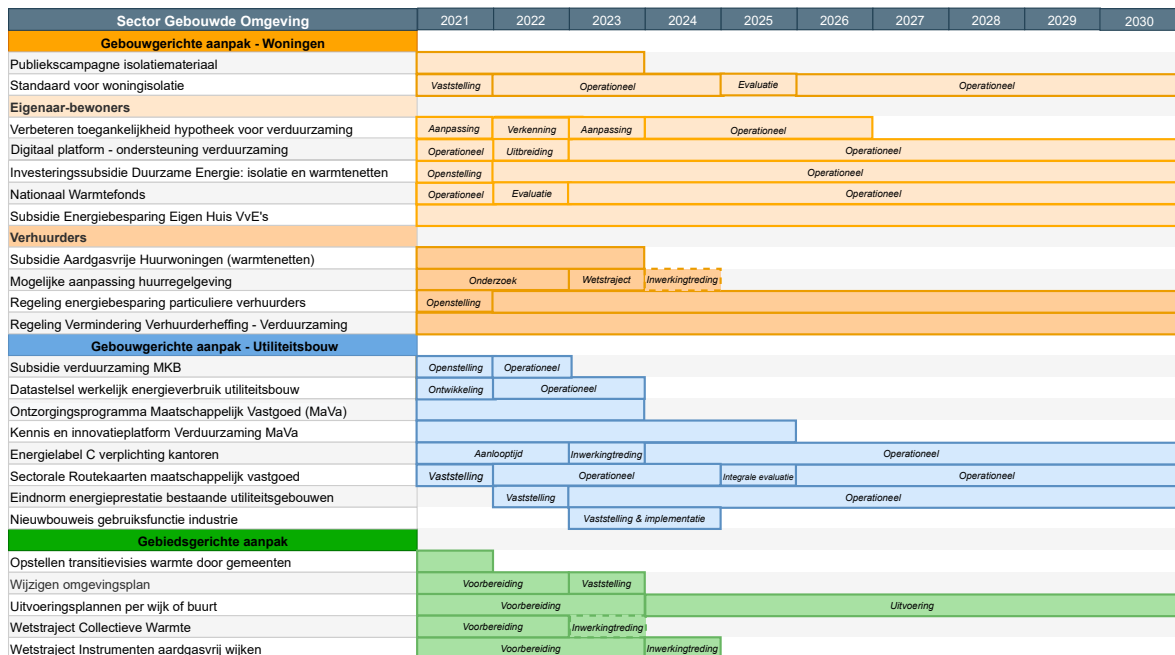 Sector Gebouwde Omgeving 2021 2022 2023 2024 2025 2026 2027 2028 2029 2030
Gebouwgerichte aanpak - Woningen
Publiekscampagne isolatiemateriaal
Standaard voor woningisolatie Vaststelling Operationeel Evaluatie Operationeel
Eigenaar-bewoners
Verbeteren toegankelijkheid hypotheek voor verduurzaming Aanpassing Verkenning Aanpassing Operationeel
Digitaal platform - ondersteuning verduurzaming Operationeel Uitbreiding Operationeel
Investeringssubsidie Duurzame Energie: isolatie en warmtenetten Openstelling Operationeel
Nationaal Warmtefonds Operationeel Evaluatie Operationeel
Subsidie Energiebesparing Eigen Huis VvE's
Verhuurders
Subsidie Aardgasvrije Huurwoningen (warmtenetten)
Mogelijke aanpassing huurregelgeving Onderzoek Wetstraject Inwerkingtreding
Regeling energiebesparing particuliere verhuurders Openstelling
Regeling Vermindering Verhuurderheffing - Verduurzaming
Gebouwgerichte aanpak - Utiliteitsbouw
Subsidie verduurzaming MKB Openstelling Operationeel
Datastelsel werkelijk energieverbruik utiliteitsbouw Ontwikkeling Operationeel
Ontzorgingsprogramma Maatschappelijk Vastgoed (MaVa)
Kennis en innovatieplatform Verduurzaming MaVa
Energielabel C verplichting kantoren Aanlooptijd Inwerkingtreding Operationeel
Sectorale Routekaarten maatschappelijk vastgoed Vaststelling Operationeel Integrale evaluatie Operationeel
Eindnorm energieprestatie bestaande utiliteitsgebouwen Vaststelling Operationeel
Nieuwbouweis gebruiksfunctie industrie Vaststelling & implementatie
Gebiedsgerichte aanpak
Opstellen transitievisies warmte door gemeenten
Wijzigen omgevingsplan Voorbereiding Vaststelling
Uitvoeringsplannen per wijk of buurt Voorbereiding Uitvoering
Wetstraject Collectieve Warmte Voorbereiding Inwerkingtreding
Wetstraject Instrumenten aardgasvrij wijken Voorbereiding Inwerkingtreding